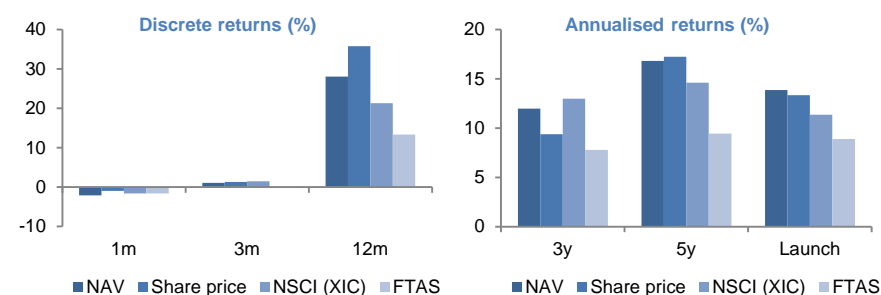 Discrete returns (%)
40
30
20
10
0
-10
1m 3m 12m
NAV Share price NSCI (XIC) FTAS
Annualised returns (%)
20
15
10
5
0
3y 5y Launch
NAV Share price NSCI (XIC) FTAS